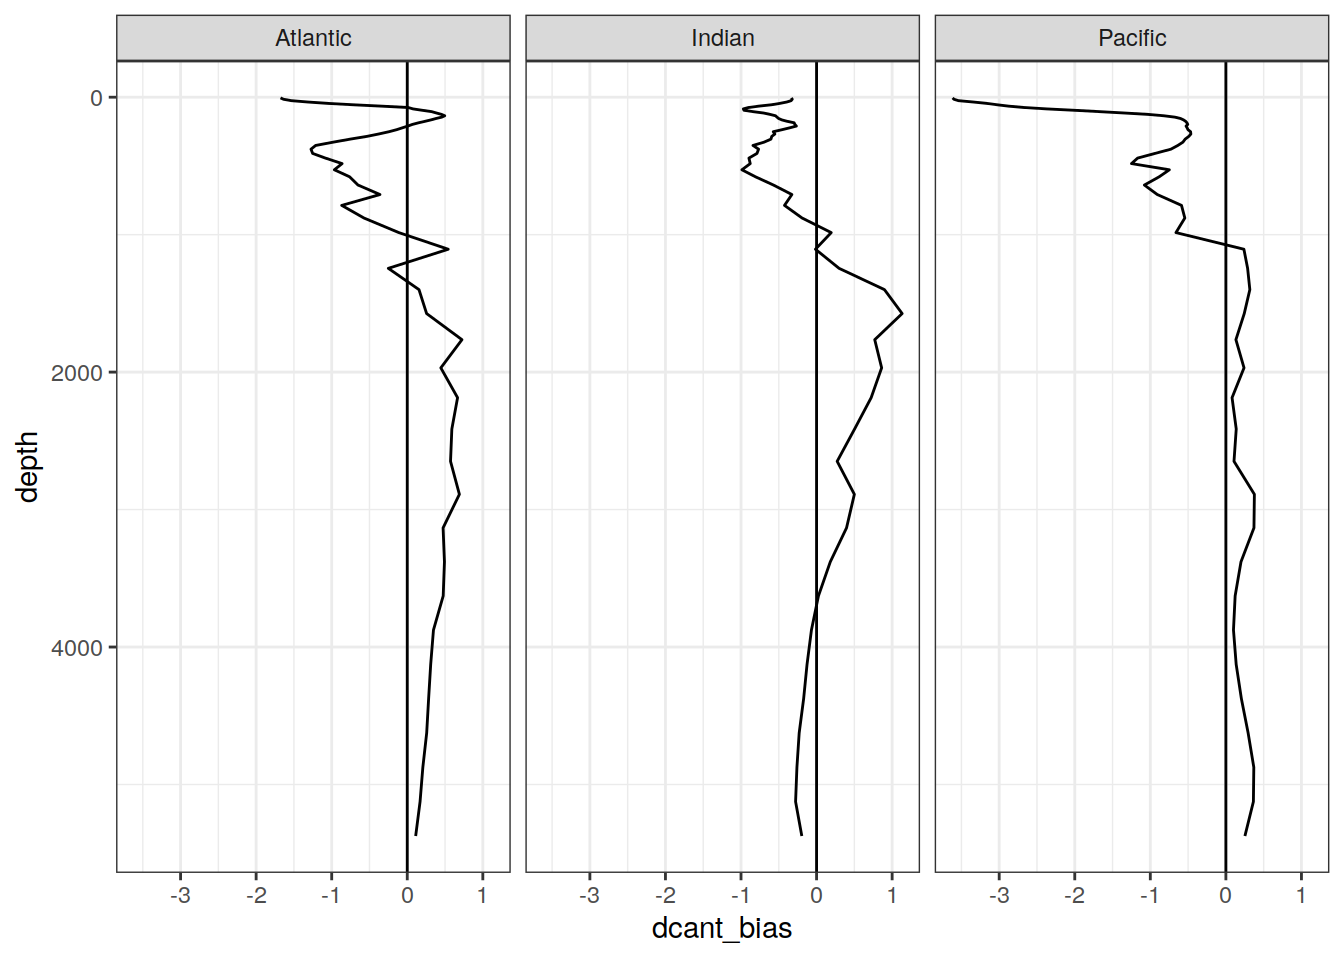 Atlantic Indian Pacific
0
2000
4000
depth
-3 -2 -1 0 1 -3 -2 -1 0 1 -3 -2 -1 0 1
dcant_bias